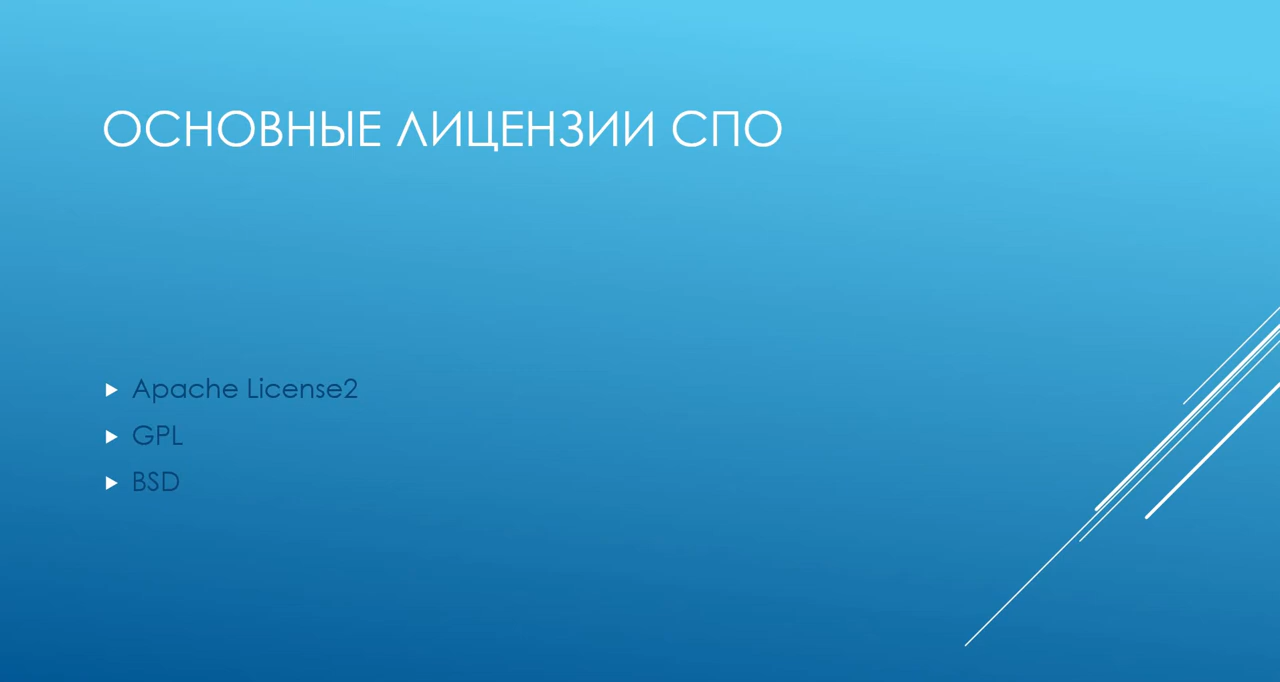 ОСНОВНЫЕ ЛИЦЕНЗИИ СПО
Apache License2
GPL
BSD